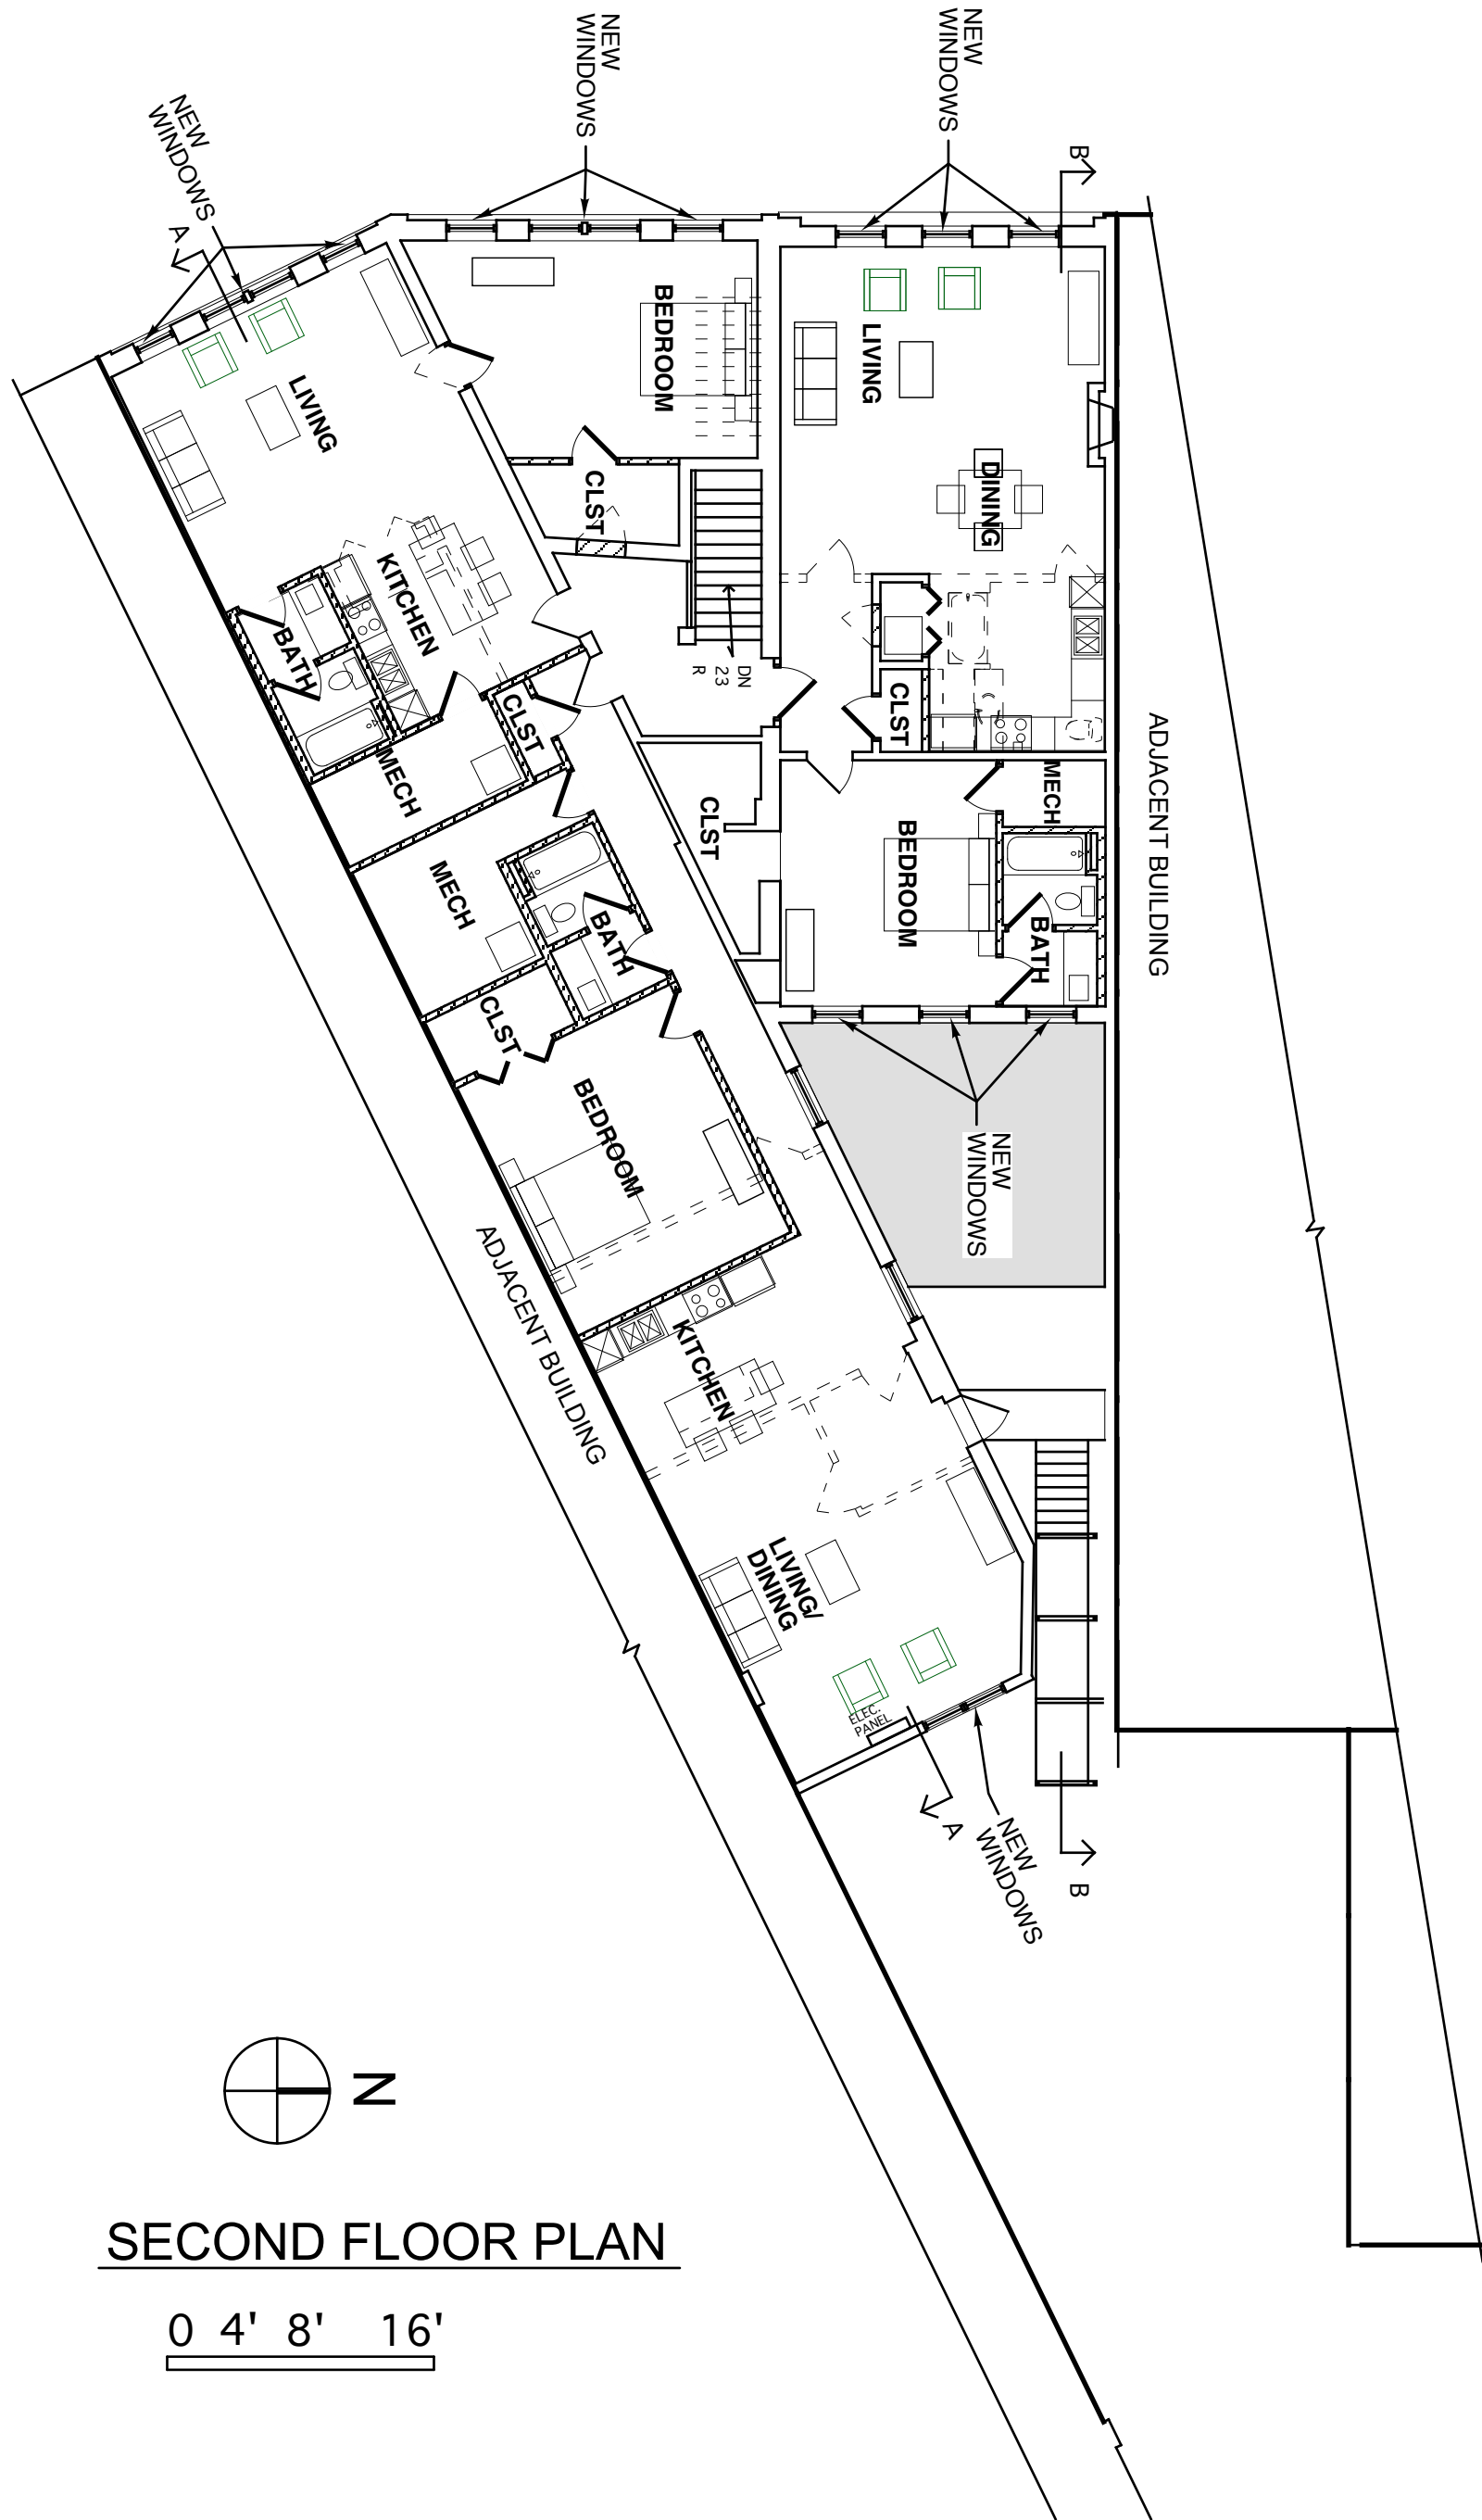 NEW
WINDOWS
NEW
WINDOWS
NEW
WINDOWS
B
A
BEDROOM
LIVING
LIVING
DINING
CLST
KITCHEN
BATH
DN
23
R
CLST
CLST
MECH
MECH
CLST
BEDROOM
ADJACENT BUILDING
MECH
BATH
BATH
CLST
BEDROOM
NEW
WINDOWS
ADJACENT BUILDING
KITCHEN
LIVING/
DINING
ELEC.
PANEL
A
NEW
WINDOWS
B
N
SECOND FLOOR PLAN
0 4' 8' 16'